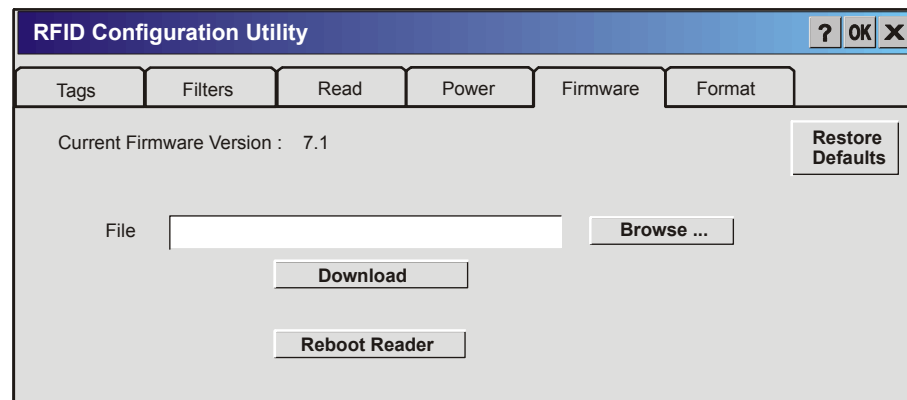 RFID Configuration Utility ? OK X
Tags Filters Read Power Firmware Format
Current Firmware Version : 7.1
Restore
Defaults
File Browse ...
Download
Reboot Reader